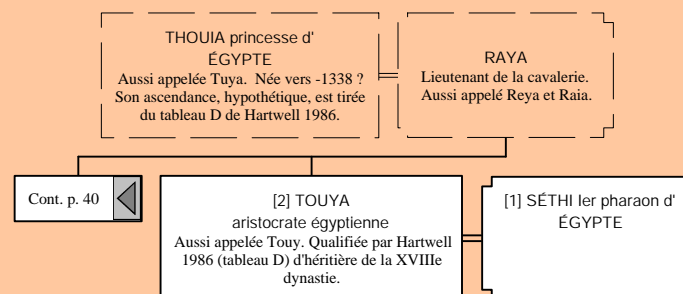 THOUIA princesse d'
ÉGYPTE
Aussi appelée Tuya. Née vers -1338 ?
Son ascendance, hypothétique, est tirée
du tableau D de Hartwell 1986.
RAYA
Lieutenant de la cavalerie.
Aussi appelé Reya et Raia.
Cont. p. 40
[2] TOUYA
aristocrate égyptienne
Aussi appelée Touy. Qualifiée par Hartwell
1986 (tableau D) d'héritière de la XVIIIe
dynastie.
[1] SÉTHI Ier pharaon d'
ÉGYPTE